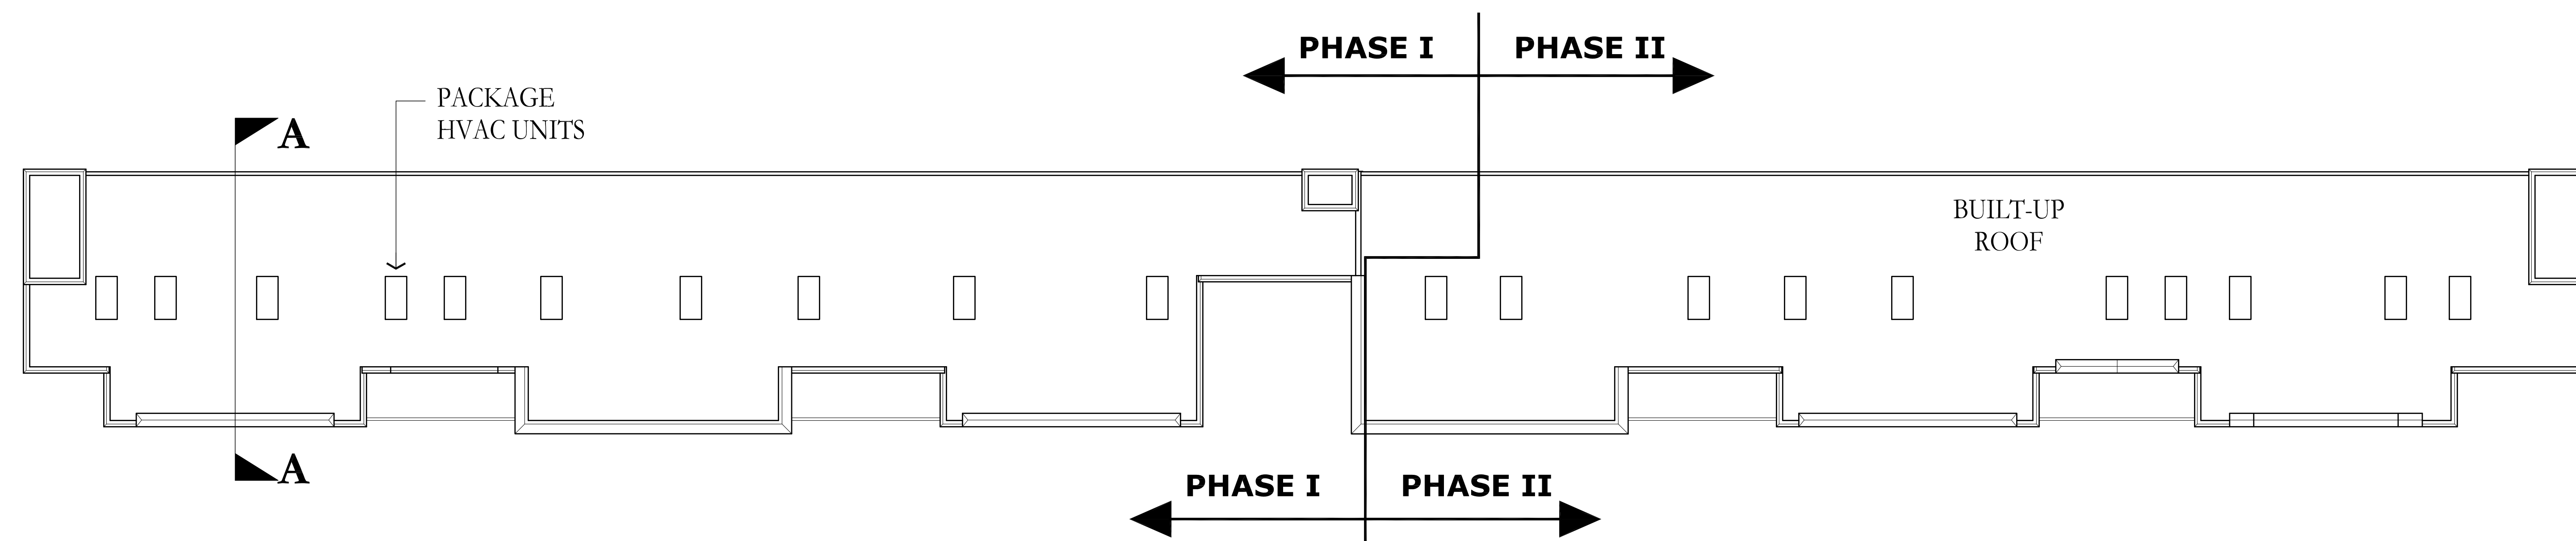 PHASE I
PHASE II
PACKAGE
HVAC UNITS
A
BUILT-UP
ROOF
A
PHASE I
PHASE II